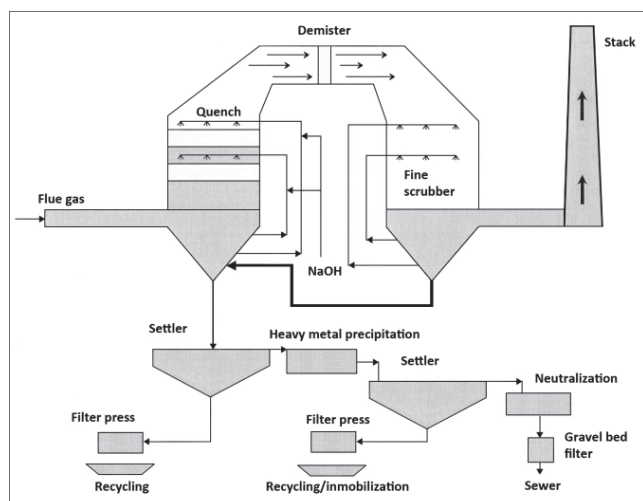 Demister
Stack
Quench
Flue gas
Fine
scrubber
NaOH
Settler
Heavy metal precipitation
Settler
Neutralization
Filter press
Filter press
Gravel bed
filter
Recycling
Recycling/inmobilization
Sewer